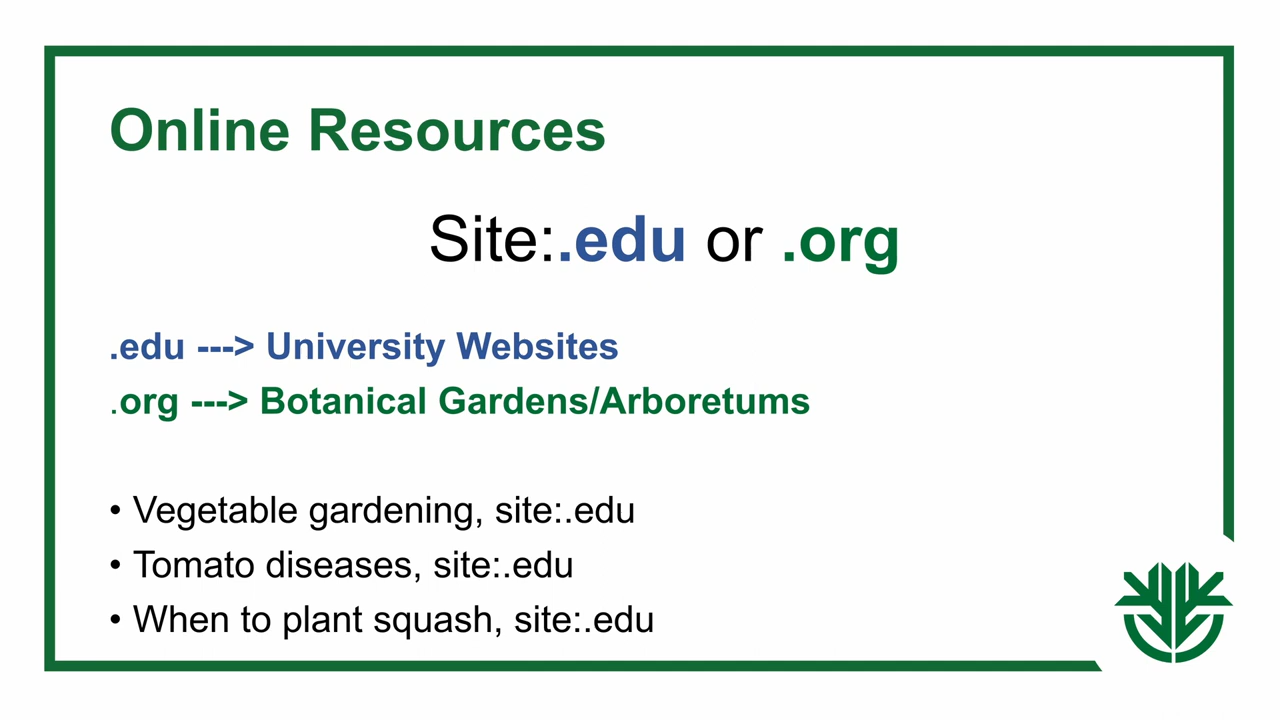 Online Resources
Site:.edu or .org
.edu ---> University Websites
.org ---> Botanical Gardens/Arboretums
• Vegetable gardening, site:.edu
• Tomato diseases, site:.edu
• When to plant squash, site:.edu